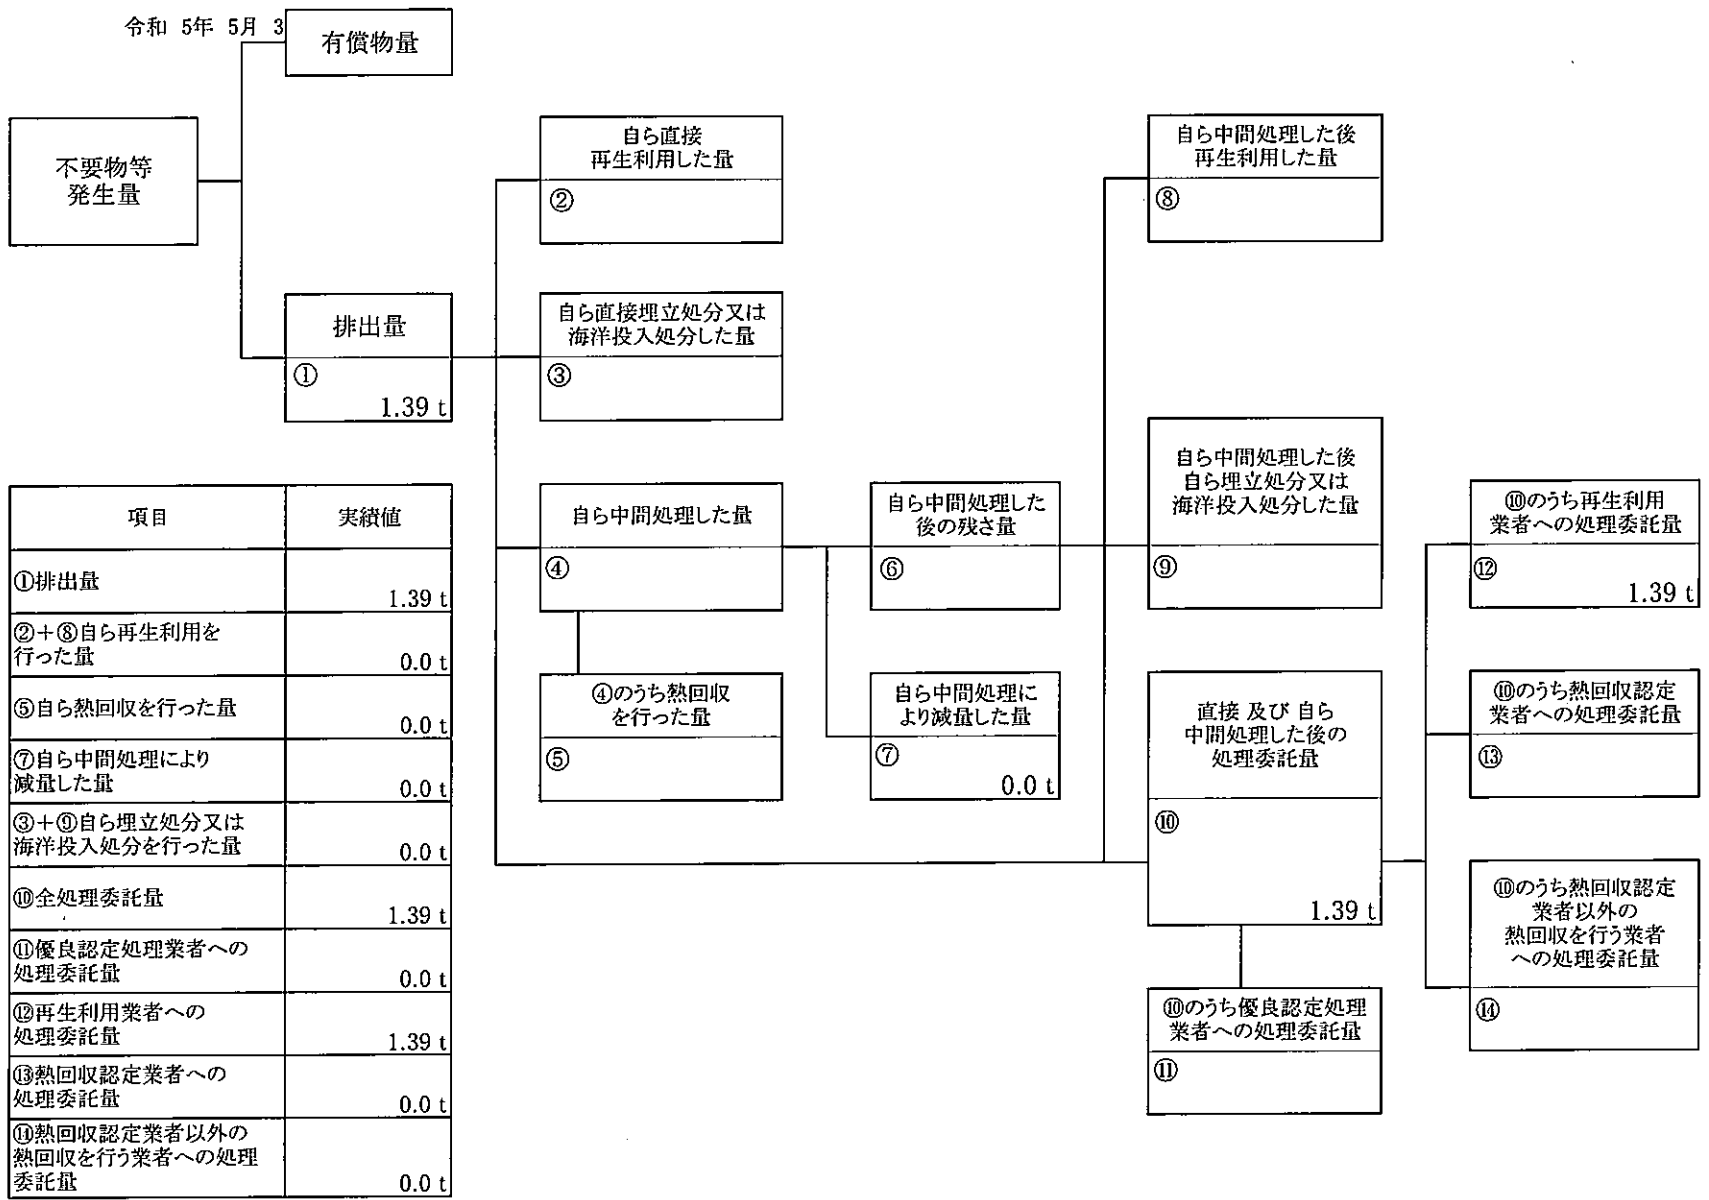 令和 5年 5月 3
有償物量
不要物等
発生量
排出量
①
1.39 t
自ら直接
再生利用した量
②
自ら直接埋立処分又は
海洋投入処分した量
③
自ら中間処理した量
④
④のうち熱回収
を行った量
⑤
自ら中間処理した
後の残さ量
⑥
自ら中間処理に
より減量した量
⑦
0.0 t
自ら中間処理した後
再生利用した量
⑧
自ら中間処理した後
自ら埋立処分又は
海洋投入処分した量
⑨
直接 及び 自ら
中間処理した後の
処理委託量
⑩
1.39 t
⑩のうち優良認定処理
業者への処理委託量
⑪
⑩のうち再生利用
業者への処理委託量
⑫
1.39 t
⑩のうち熱回収認定
業者への処理委託量
⑬
⑩のうち熱回収認定
業者以外の
熱回収を行う業者
への処理委託量
⑭
項目 実績値
①排出量
1.39 t
②＋⑧自ら再生利用を
行った量
0.0 t
⑤自ら熱回収を行った量
0.0 t
⑦自ら中間処理により
減量した量
0.0 t
③＋⑨自ら埋立処分又は
海洋投入処分を行った量
0.0 t
⑩全処理委託量
1.39 t
⑪優良認定処理業者への
処理委託量
0.0 t
⑫再生利用業者への
処理委託量
1.39 t
⑬熱回収認定業者への
処理委託量
0.0 t
⑭熱回収認定業者以外の
熱回収を行う業者への処理
委託量
0.0 t